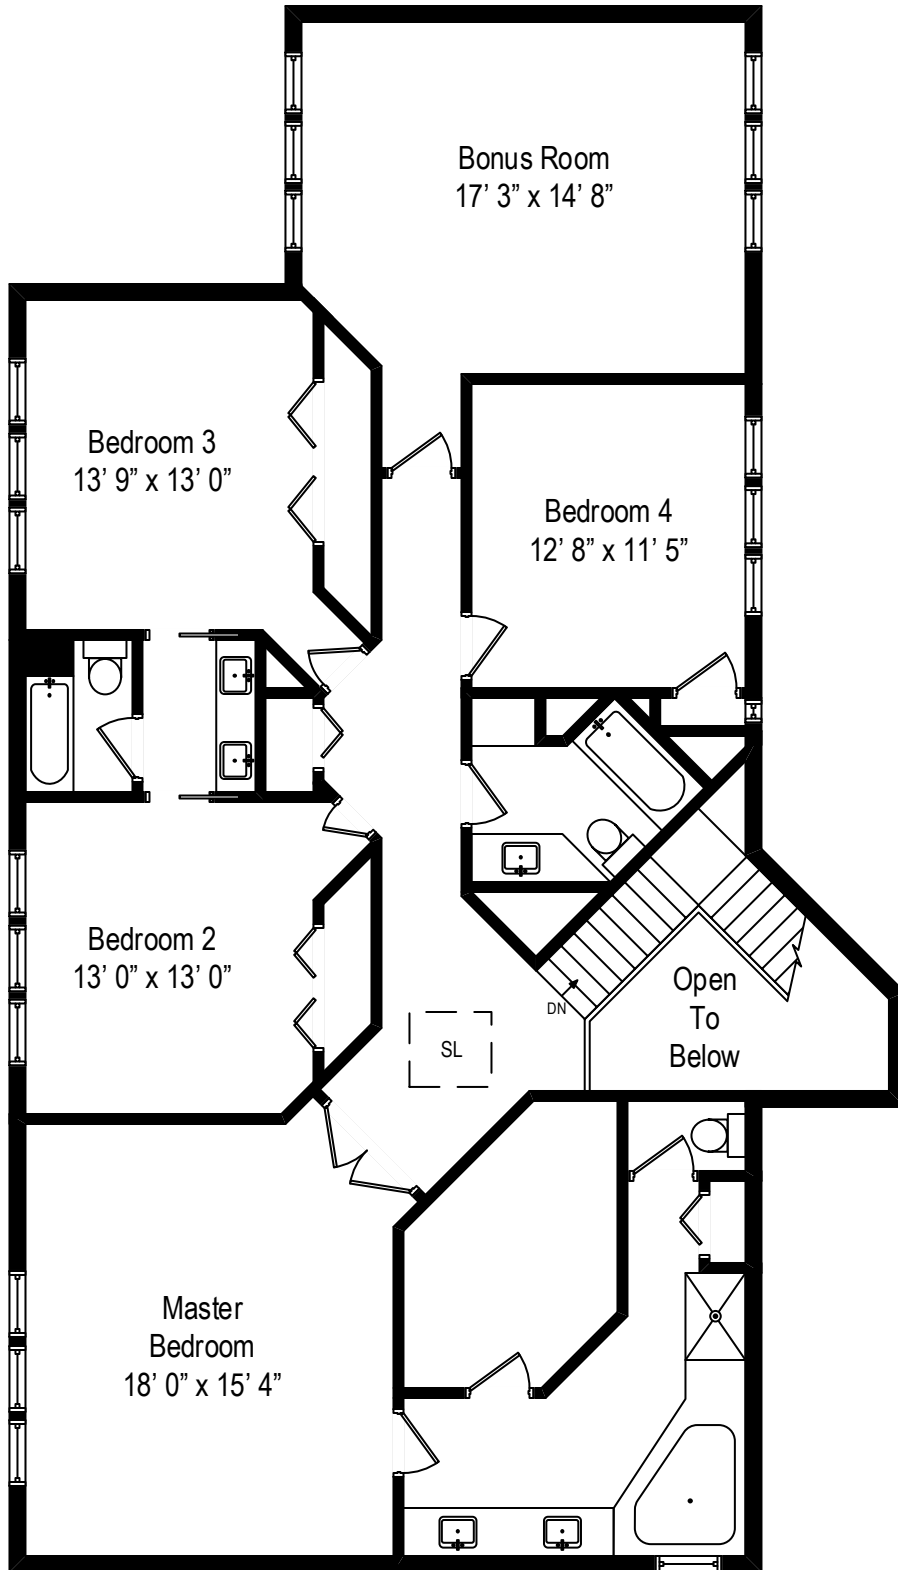 Bonus Room
17’ 3” x 14’ 8”
Bedroom 3
13’ 9” x 13’ 0”
Bedroom 4
12’ 8” x 11’ 5”
Bedroom 2
13’ 0” x 13’ 0”
Open
To
Below
DN
SL
Master
Bedroom
18’ 0” x 15’ 4”